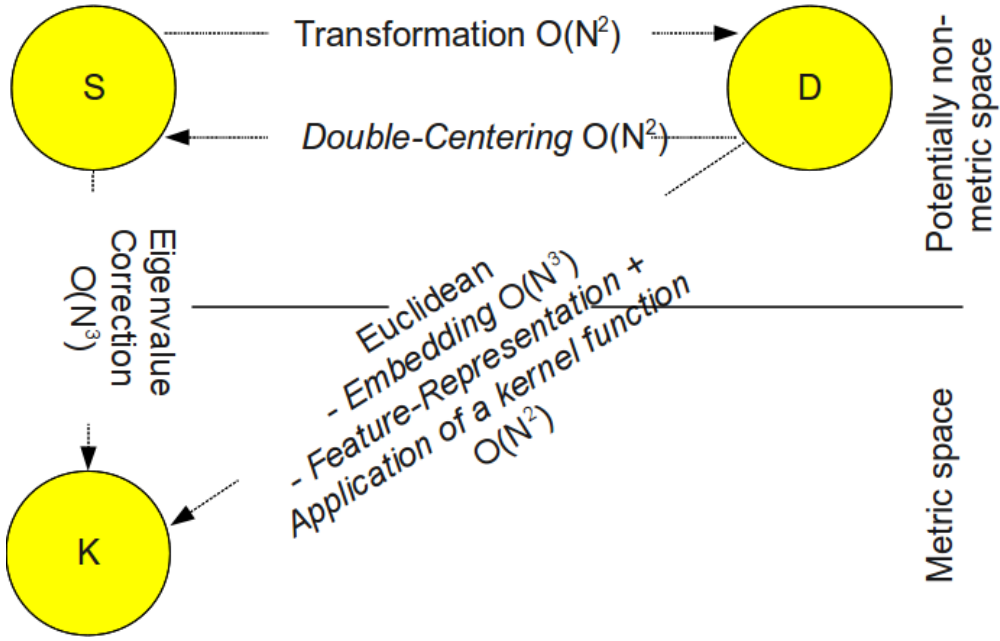 S
Transformation O(N²)
D
Double-Centering O(N²)
Potentially non-
metric space
Eigenvalue
Correction
O(N³)
Euclidean
- Embedding O(N³)
- Feature-Representation +
Application of a kernel function
O(N²)
K
Metric space